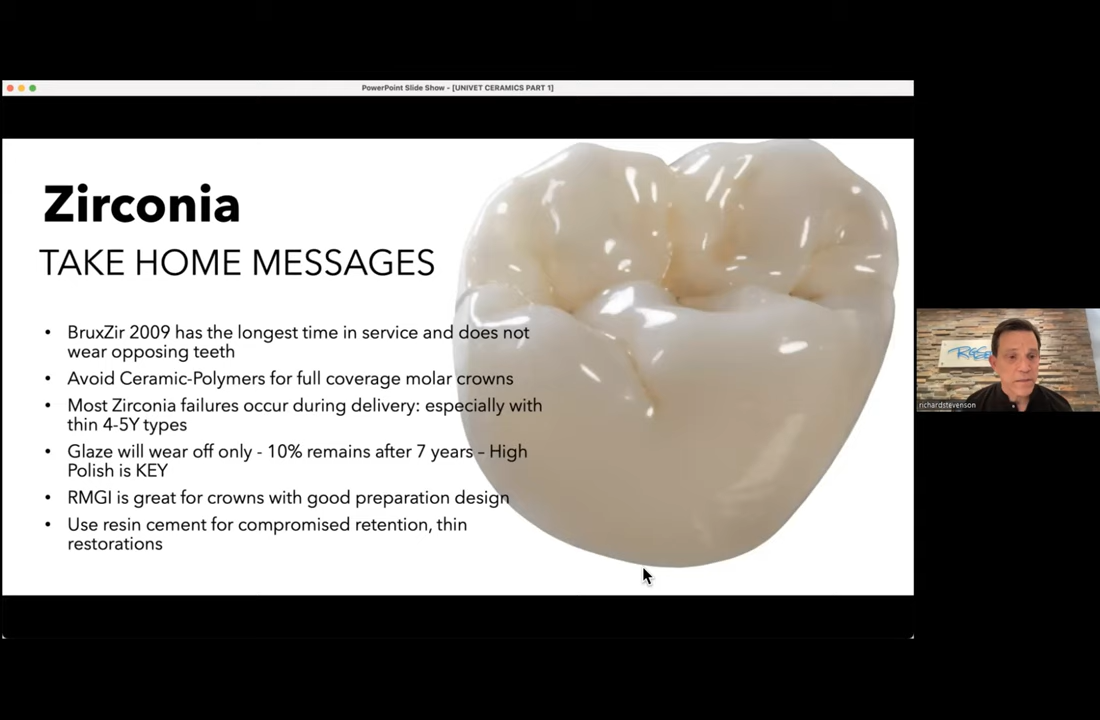 PowerPoint Slide Show - [UNIVET CERAMICS PART 1]
Zirconia
TAKE HOME MESSAGES
• BruxZir 2009 has the longest time in service and does not
wear opposing teeth
• Avoid Ceramic-Polymers for full coverage molar crowns
• Most Zirconia failures occur during delivery: especially with
thin 4-5Y types
• Glaze will wear off only - 10% remains after 7 years – High
Polish is KEY
• RMGI is great for crowns with good preparation design
• Use resin cement for compromised retention, thin
restorations
richardstevenson